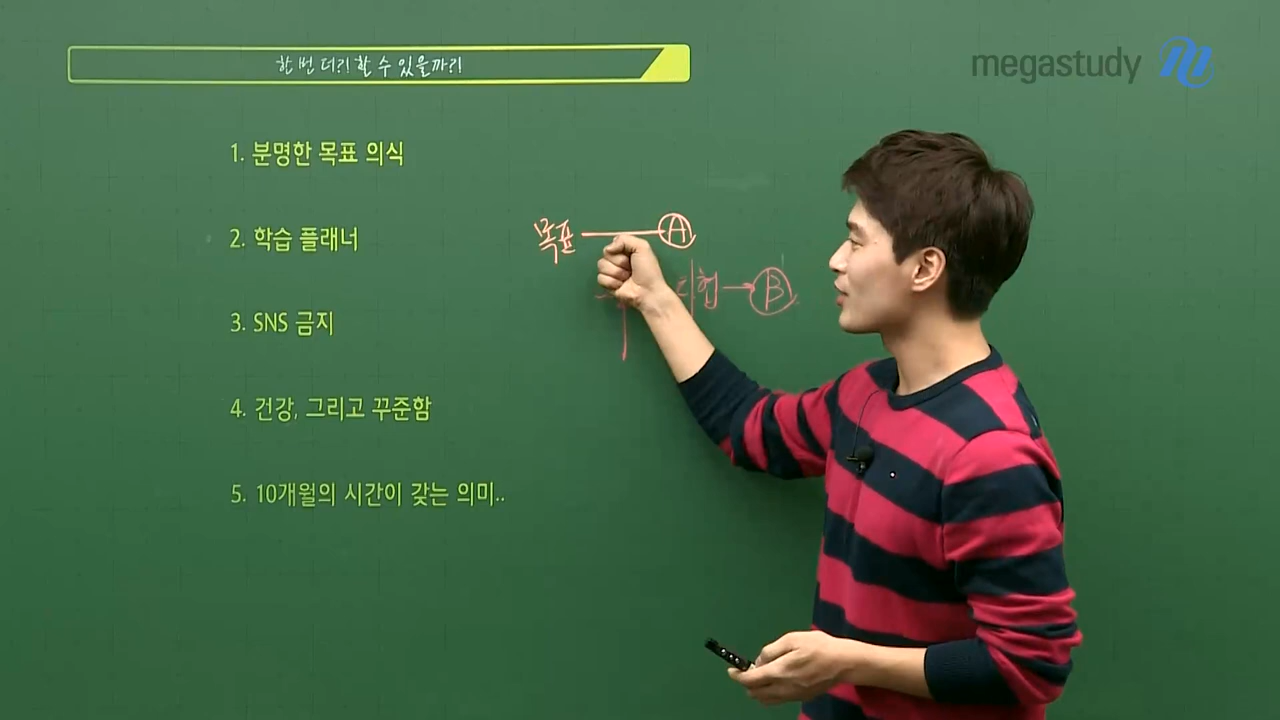 한 번 더?! 할 수 있을까?!
megastudy
1. 분명한 목표 의식
2. 학습 플래너
목표 A
B
3. SNS 금지
4. 건강, 그리고 꾸준함
5. 10개월의 시간이 갖는 의미..